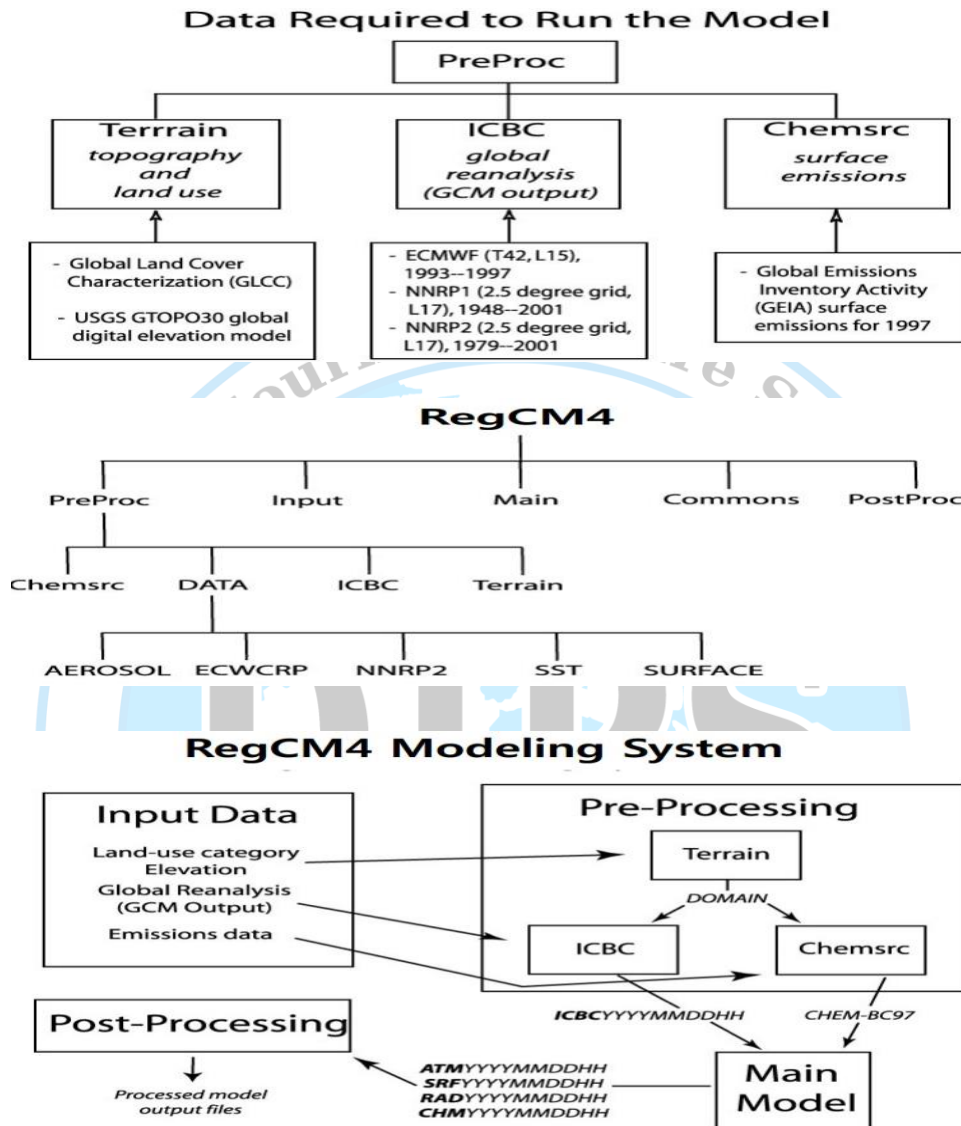 Data Required to Run the Model
PreProc
Terrrain
topography
and
land use
ICBC
global
reanalysis
(GCM output)
Chemsrc
surface
emissions
- Global Land Cover
Characterization (GLCC)
- USGS GTOPO30 global
digital elevation model
- ECMWF (T42, L15),
1993--1997
- NNRP1 (2.5 degree grid,
L17), 1948--2001
- NNRP2 (2.5 degree grid,
L17), 1979--2001
- Global Emissions
Inventory Activity
(GEIA) surface
emissions for 1997
RegCM4
PreProc Input Main Commons PostProc
Chemsrc DATA ICBC Terrain
AEROSOL ECWCRP NNRP2 SST SURFACE
RegCM4 Modeling System
Input Data
Land-use category
Elevation
Global Reanalysis
(GCM Output)
Emissions data
Pre-Processing
Terrain
DOMAIN
ICBC
Chemsrc
ICBCYYYYMMDDHH
CHEM-BC97
Main
Model
ATMYYYYMMDDHH
SRFYYYYMMDDHH
RADYYYYMMDDHH
CHMYYYYMMDDHH
Post-Processing
Processed model
output files